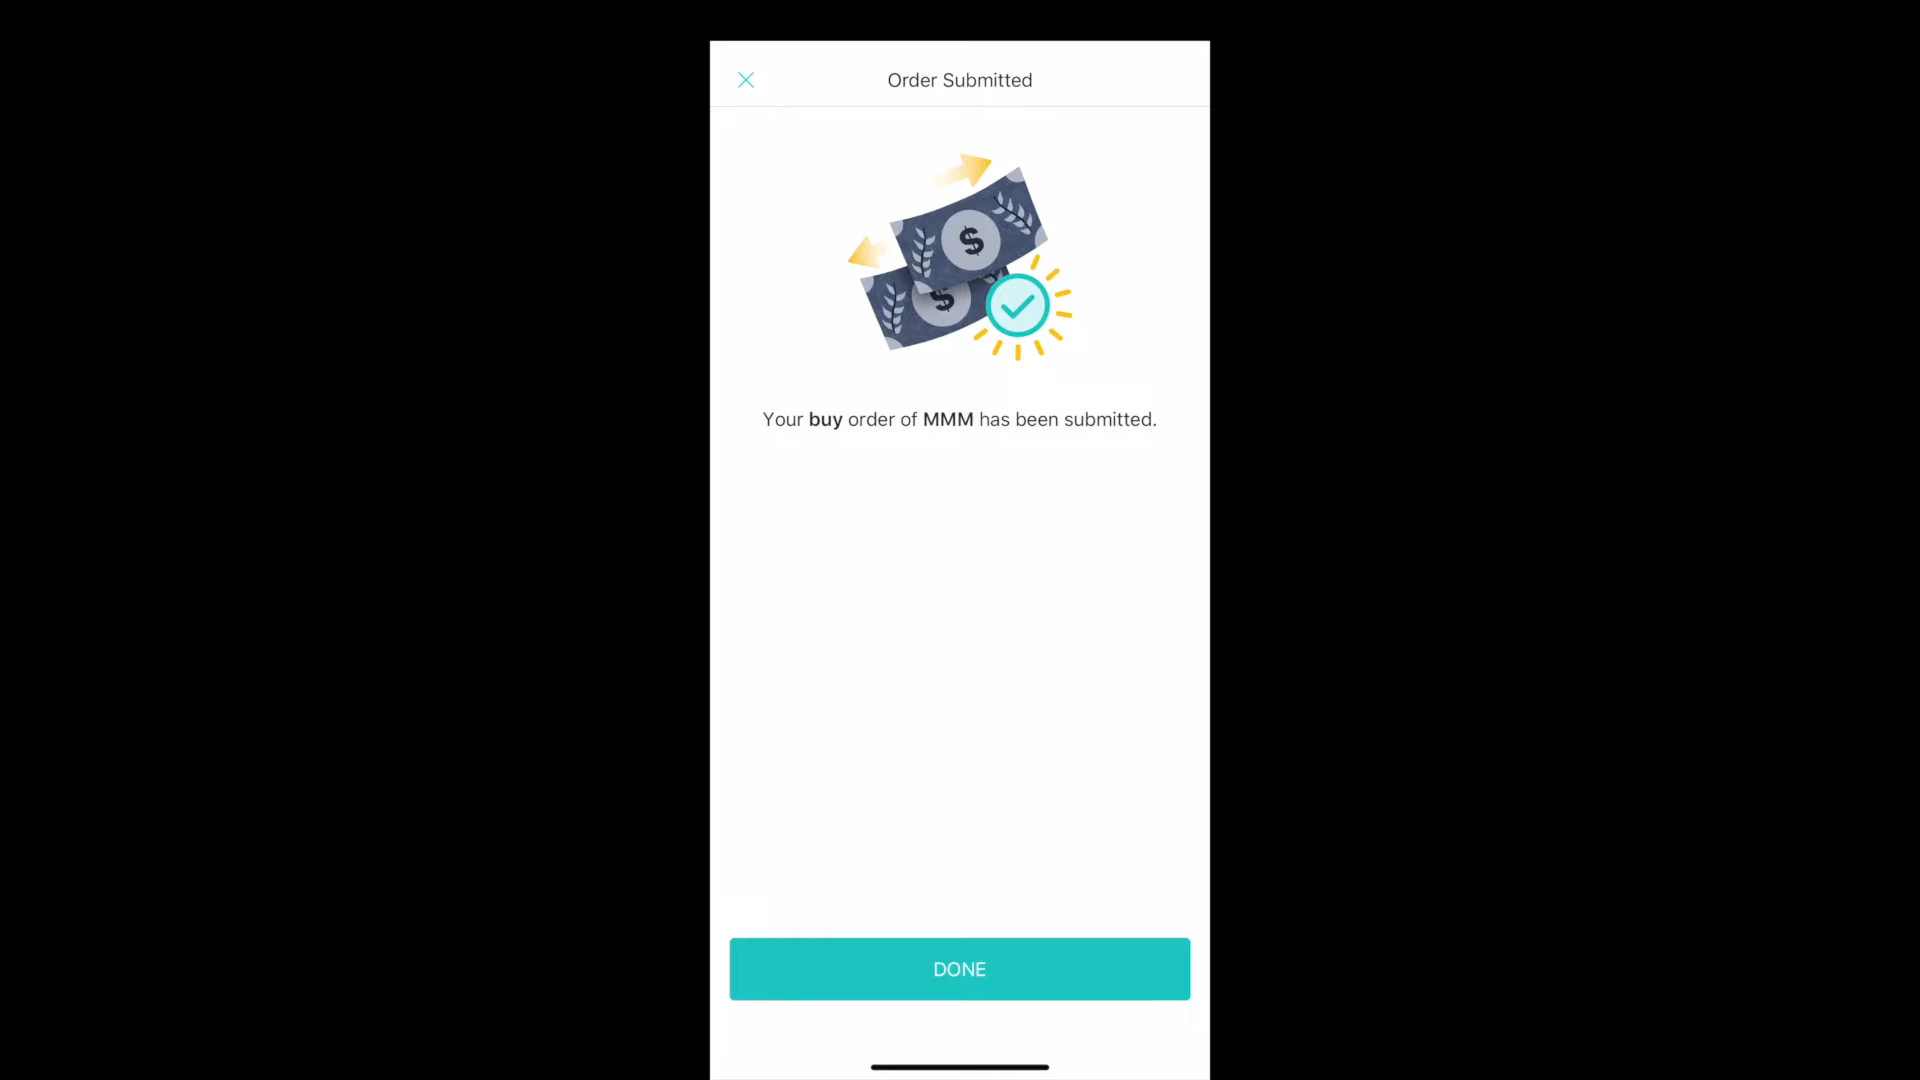 Order Submitted
$
$
Your buy order of MMM has been submitted.
DONE